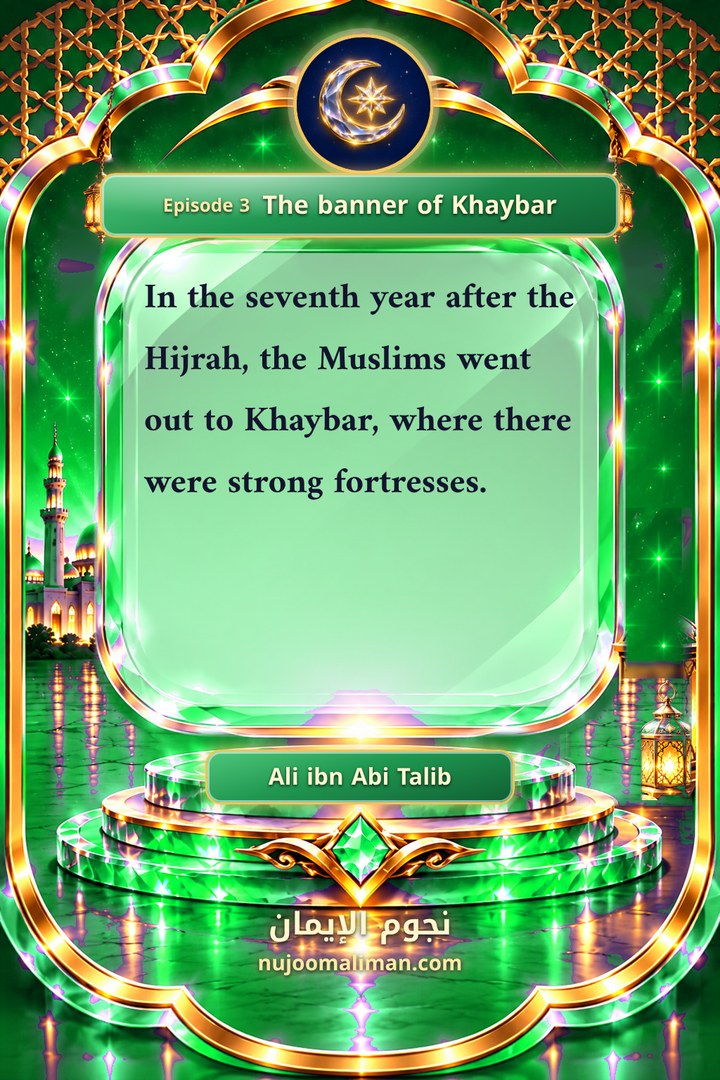 Episode 3 The banner of Khaybar
In the seventh year after the
Hijrah, the Muslims went
out to Khaybar, where there
were strong fortresses.
Ali ibn Abi Talib
نجوم الإيمان
nujoomaliman.com